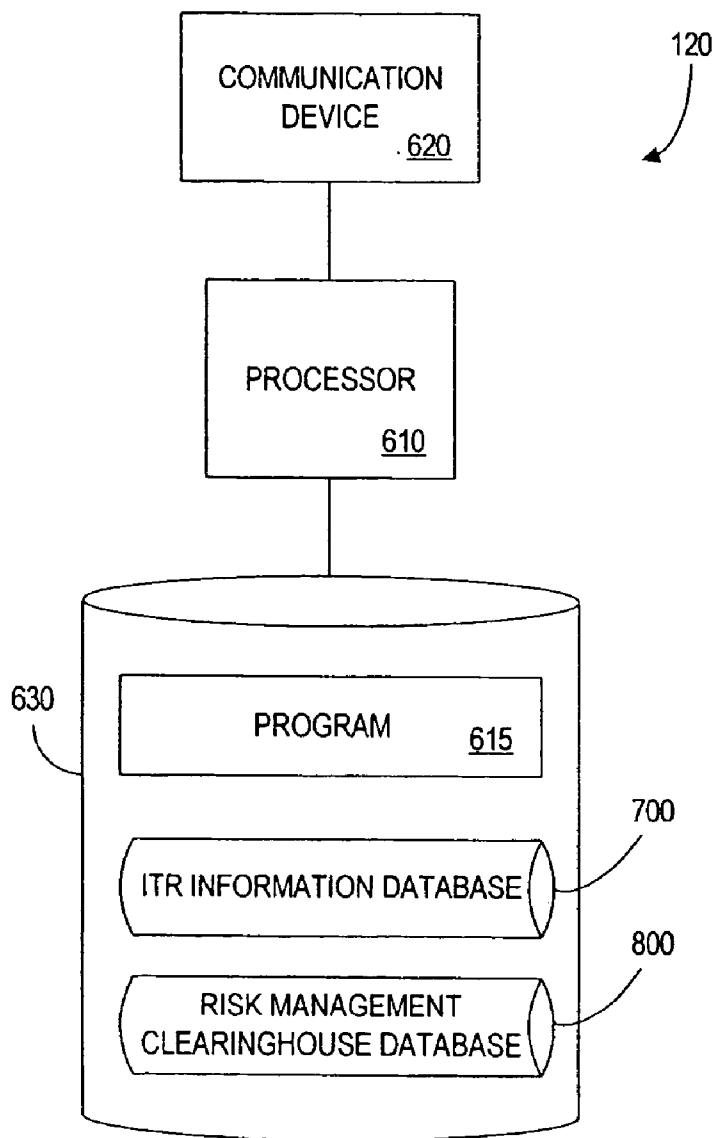 120
COMMUNICATION
DEVICE
620
PROCESSOR
610
630
PROGRAM
615
700
ITR INFORMATION DATABASE
800
RISK MANAGEMENT
CLEARINGHOUSE DATABASE